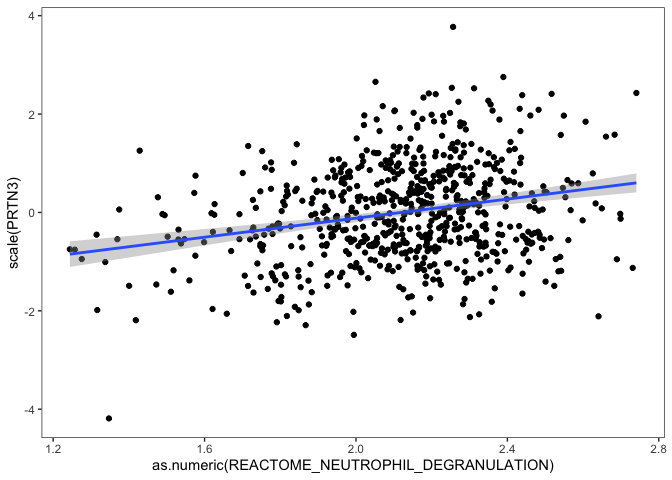 4
2
0
-2
-4
scale(PRTN3)
1.2 1.6 2.0 2.4 2.8
as.numeric(REACTOME_NEUTROPHIL_DEGRANULATION)